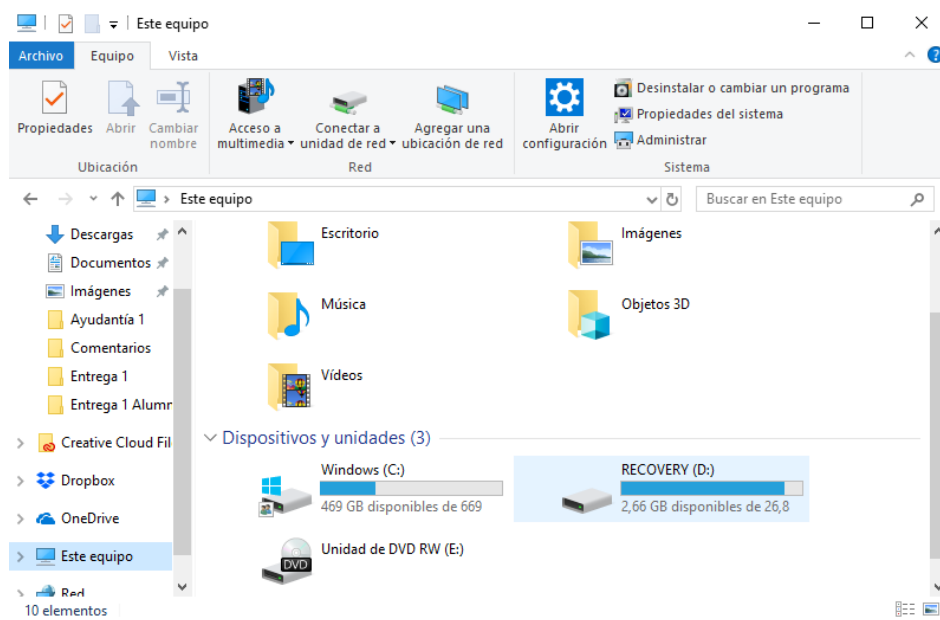 Este equipo
Archivo Equipo Vista
Propiedades Abrir Cambiar nombre
Ubicación
Acceso a multimedia Conectar a unidad de red Agregar una ubicación de red
Red
Abrir configuración
Desinstalar o cambiar un programa
Propiedades del sistema
Administrar
Sistema
Este equipo
Buscar en Este equipo
Descargas
Documentos
Imágenes
Ayudantía 1
Comentarios
Entrega 1
Entrega 1 Alumn
Creative Cloud Fil
Dropbox
OneDrive
Este equipo
Red
Escritorio
Imágenes
Música
Objetos 3D
Vídeos
Dispositivos y unidades (3)
Windows (C:)
469 GB disponibles de 669
RECOVERY (D:)
2,66 GB disponibles de 26,8
Unidad de DVD RW (E:)
DVD
10 elementos